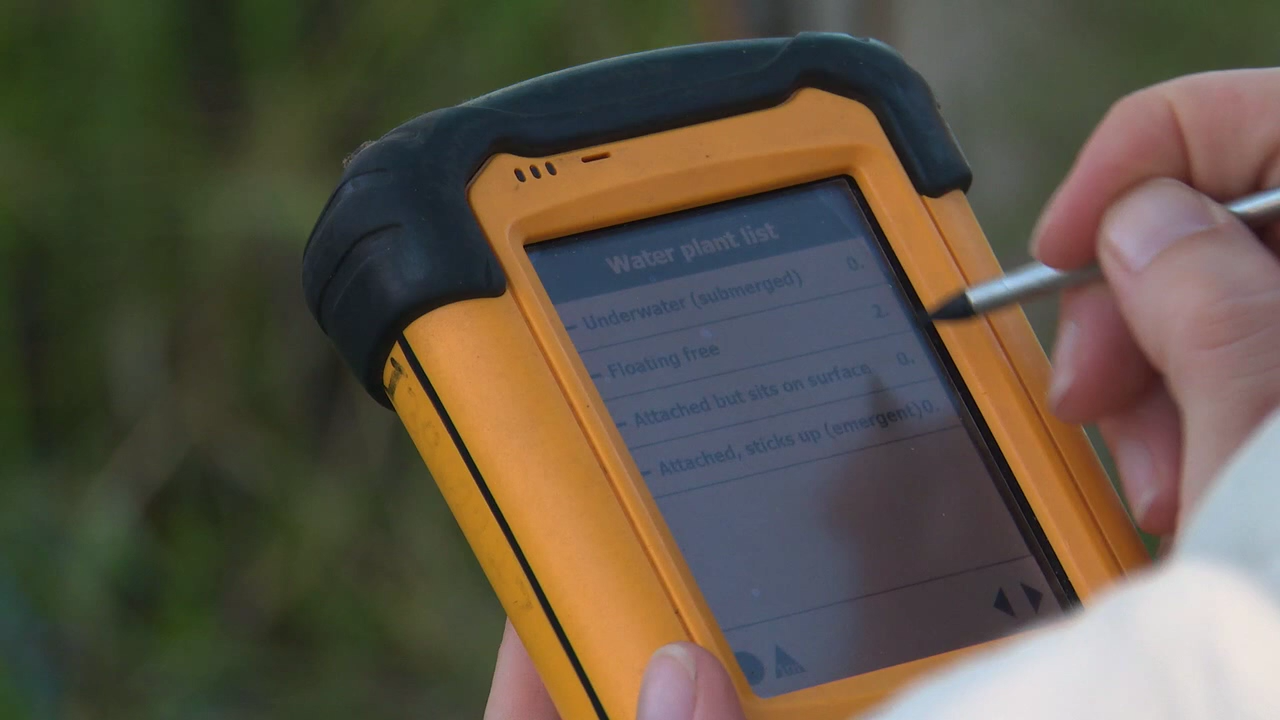 Water plant list
– Underwater (submerged) 0.
– Floating free 2.
– Attached but sits on surface 0.
– Attached, sticks up (emergent) 0.